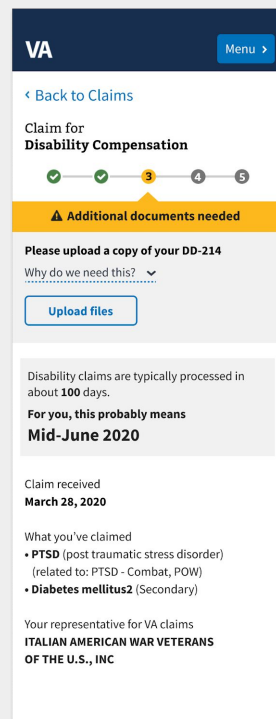 VA
Menu >
‹ Back to Claims
Claim for
Disability Compensation
3 4 5
Additional documents needed
Please upload a copy of your DD-214
Why do we need this?
Upload files
Disability claims are typically processed in
about 100 days.
For you, this probably means
Mid-June 2020
Claim received
March 28, 2020
What you've claimed
• PTSD (post traumatic stress disorder)
(related to: PTSD - Combat, POW)
• Diabetes mellitus2 (Secondary)
Your representative for VA claims
ITALIAN AMERICAN WAR VETERANS
OF THE U.S., INC